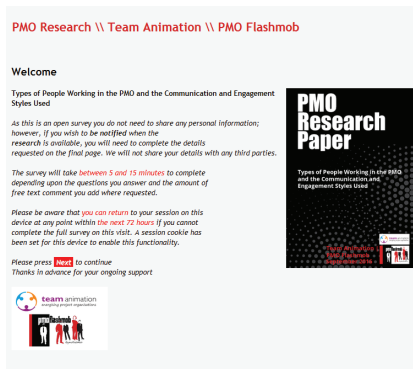 PMO Research \\ Team Animation \\ PMO Flashmob
Welcome
Types of People Working in the PMO and the Communication and Engagement
Styles Used
As this is an open survey you do not need to share any personal information;
however, if you wish to be notified when the
research is available, you will need to complete the details
requested on the final page. We will not share your details with any third parties.
The survey will take between 5 and 15 minutes to complete
depending upon the questions you answer and the amount of
free text comment you add where requested.
Please be aware that you can return to your session on this
device at any point within the next 72 hours if you cannot
complete the full survey on this visit. A session cookie has
been set for this device to enable this functionality.
Please press Next to continue
Thanks in advance for your ongoing support
team animation
energising project organisations
flashmob
PMO
Research
Paper
Types of People Working in the PMO
and the Communication and
Engagement Styles Used
Team Animation
PMO Flashmob